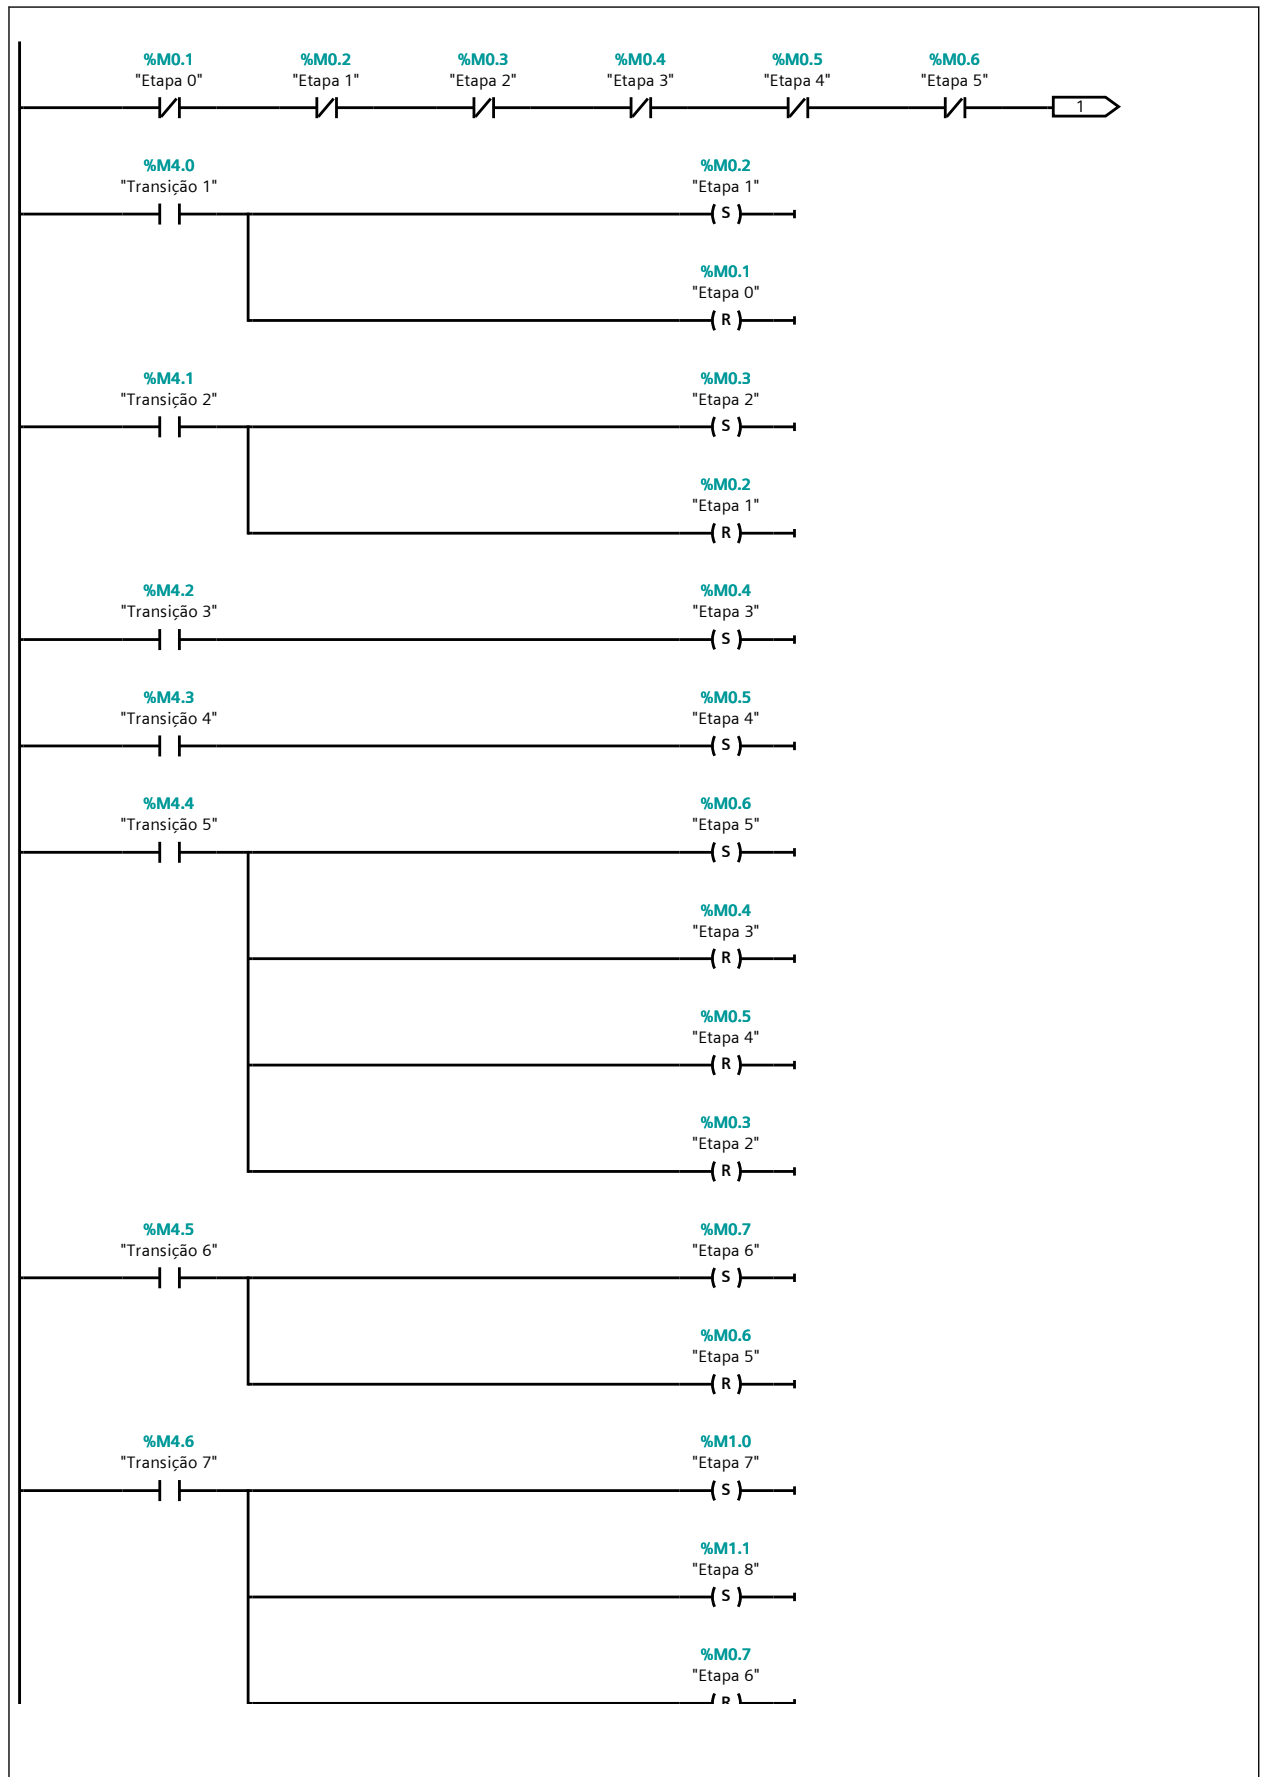 %M0.1 %M0.2 %M0.3 %M0.4 %M0.5 %M0.6
"Etapa 0" "Etapa 1" "Etapa 2" "Etapa 3" "Etapa 4" "Etapa 5"
1
%M4.0 %M0.2
"Transição 1" "Etapa 1"
S
%M0.1
"Etapa 0"
R
%M4.1 %M0.3
"Transição 2" "Etapa 2"
S
%M0.2
"Etapa 1"
R
%M4.2 %M0.4
"Transição 3" "Etapa 3"
S
%M4.3 %M0.5
"Transição 4" "Etapa 4"
S
%M4.4 %M0.6
"Transição 5" "Etapa 5"
S
%M0.4
"Etapa 3"
R
%M0.5
"Etapa 4"
R
%M0.3
"Etapa 2"
R
%M4.5 %M0.7
"Transição 6" "Etapa 6"
S
%M0.6
"Etapa 5"
R
%M4.6 %M1.0
"Transição 7" "Etapa 7"
S
%M1.1
"Etapa 8"
S
%M0.7
"Etapa 6"
R